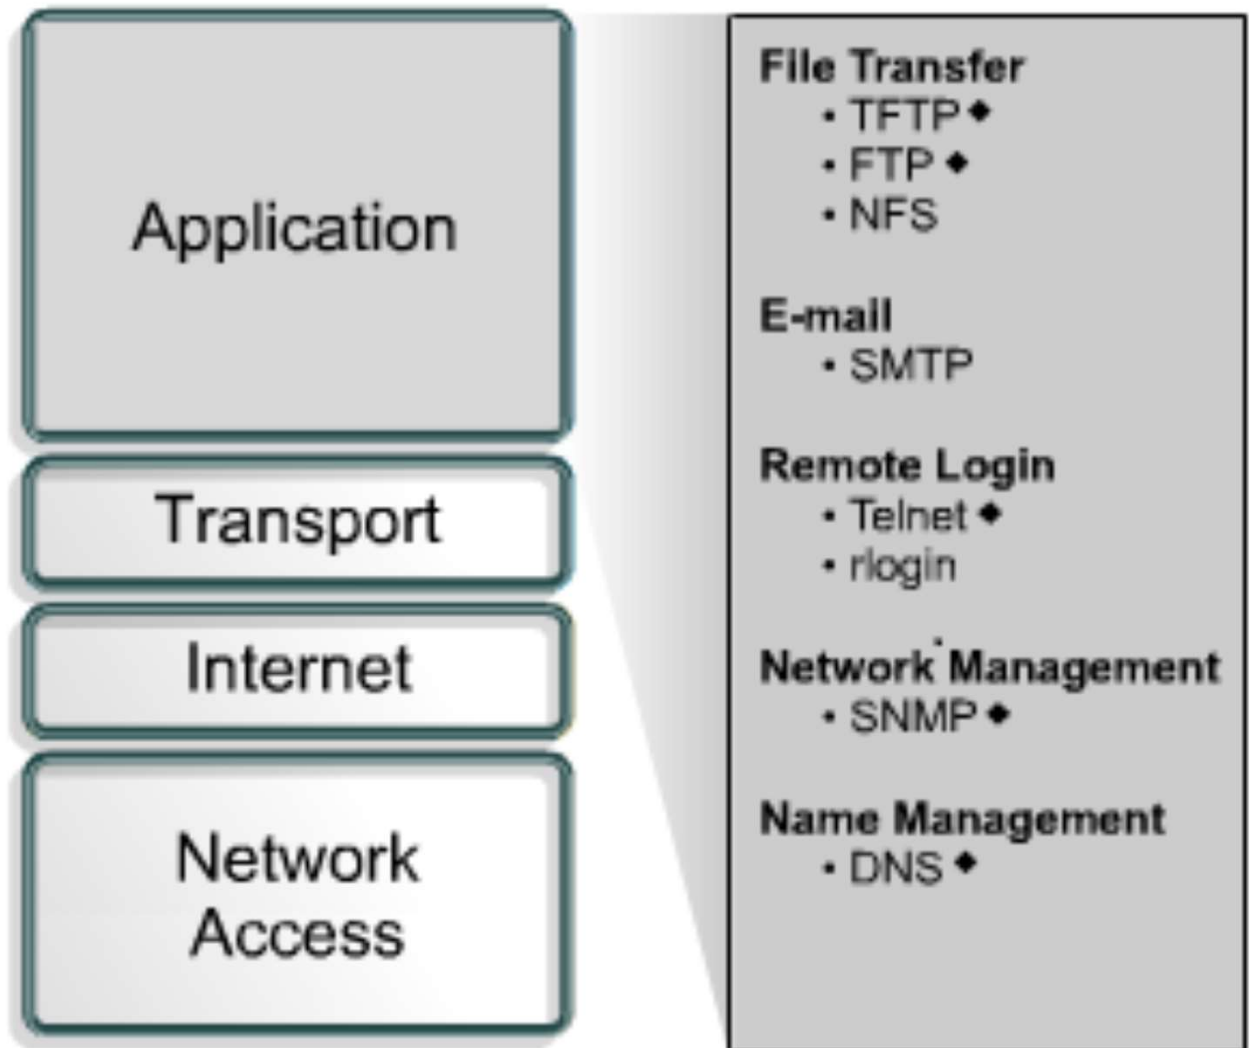 Application
Transport
Internet
Network
Access
File Transfer
• TFTP ◆
• FTP ◆
• NFS
E-mail
• SMTP
Remote Login
• Telnet ◆
• rlogin
Network Management
• SNMP ◆
Name Management
• DNS ◆